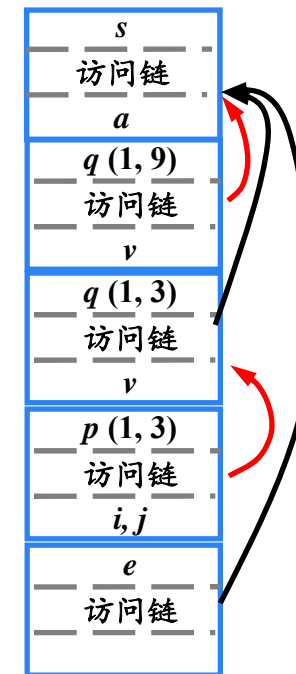 s
访问链
a
q (1, 9)
访问链
v
q (1, 3)
访问链
v
p (1, 3)
访问链
i, j
e
访问链